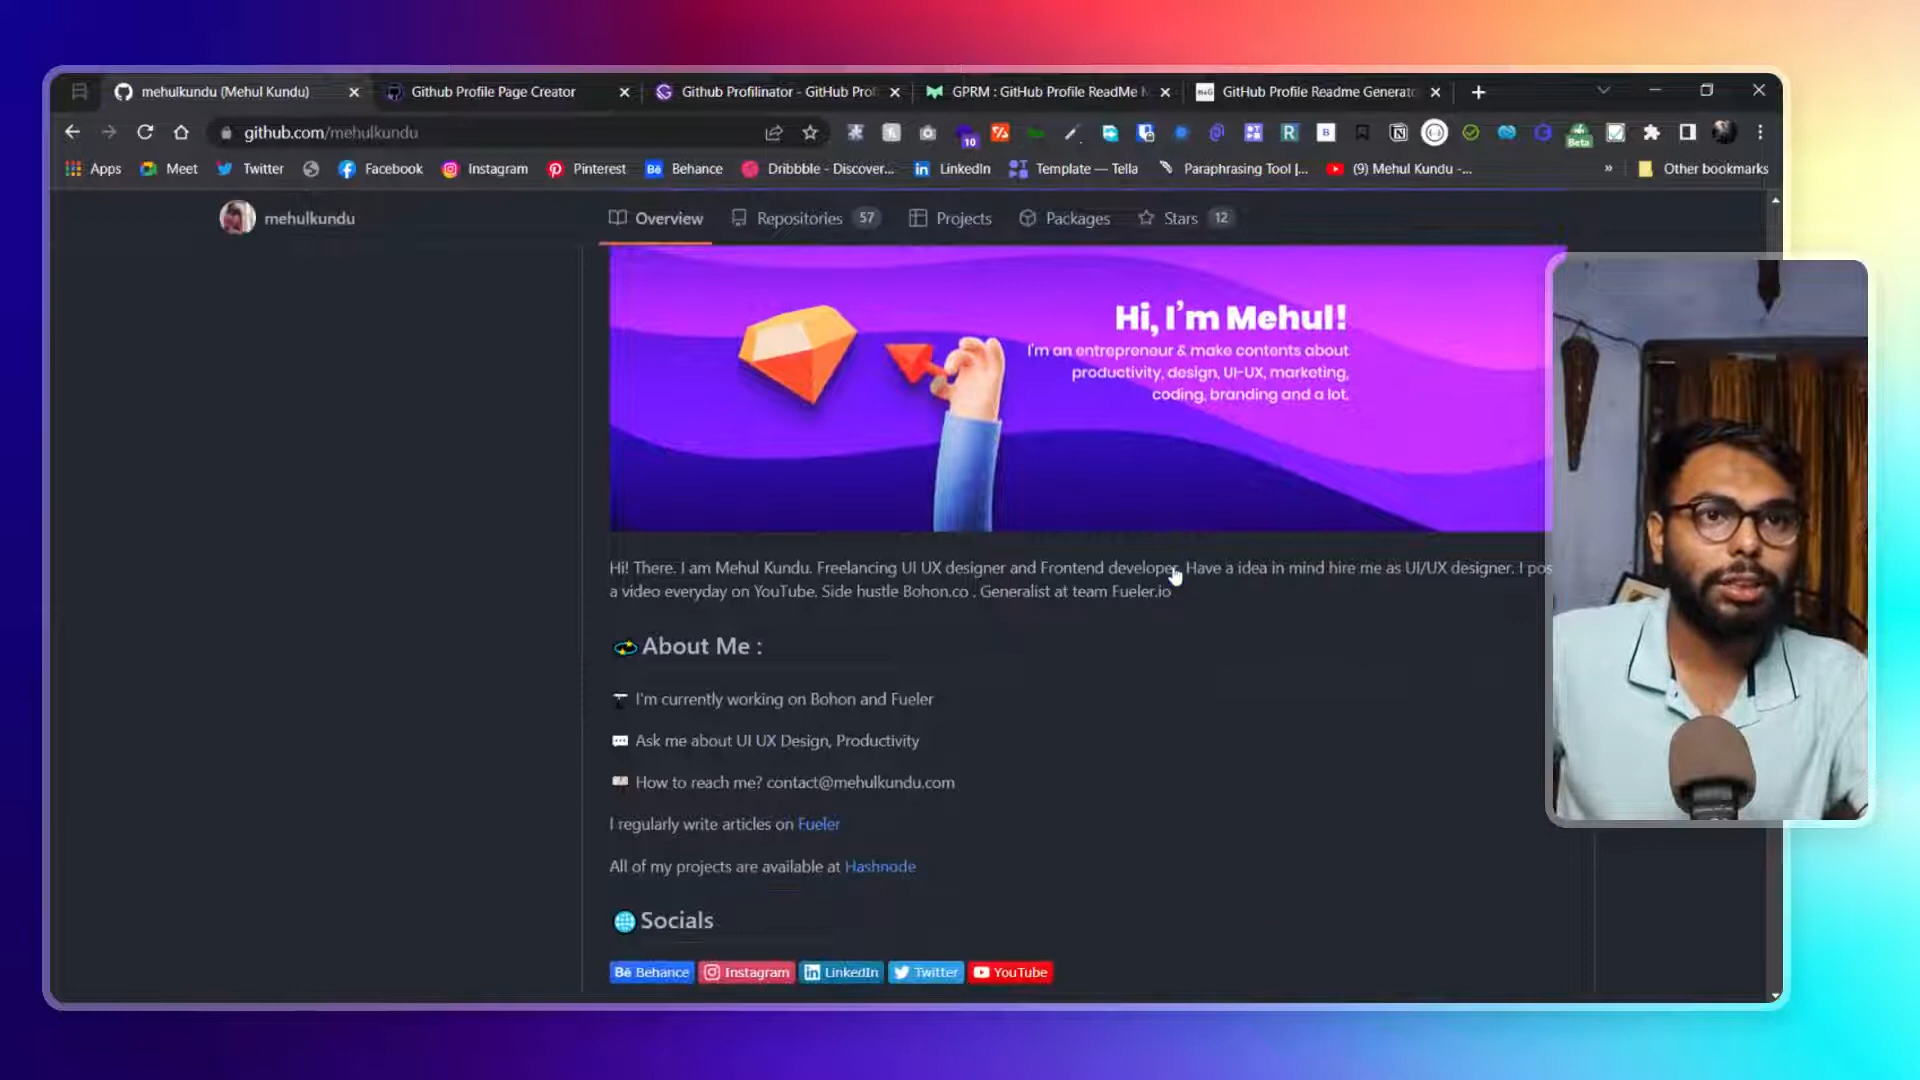 mehulkundu (Mehul Kundu)
Github Profile Page Creator
Github Profilinator - GitHub Prof
GPRM : GitHub Profile ReadMe M
GitHub Profile Readme Generato
github.com/mehulkundu
10
Beta
Apps
Meet
Twitter
Facebook
Instagram
Pinterest
Behance
Dribbble - Discover...
LinkedIn
Template — Tella
Paraphrasing Tool |...
(9) Mehul Kundu -...
»
Other bookmarks
mehulkundu
Overview
Repositories 57
Projects
Packages
Stars 12
Hi, I'm Mehul!
I'm an entrepreneur & make contents about
productivity, design, UI-UX, marketing,
coding, branding and a lot.
Hi! There. I am Mehul Kundu. Freelancing UI UX designer and Frontend developer. Have a idea in mind hire me as UI/UX designer. I pos
a video everyday on YouTube. Side hustle Bohon.co . Generalist at team Fueler.io
About Me :
I'm currently working on Bohon and Fueler
Ask me about UI UX Design, Productivity
How to reach me? contact@mehulkundu.com
I regularly write articles on Fueler
All of my projects are available at Hashnode
Socials
Bē Behance
Instagram
LinkedIn
Twitter
YouTube